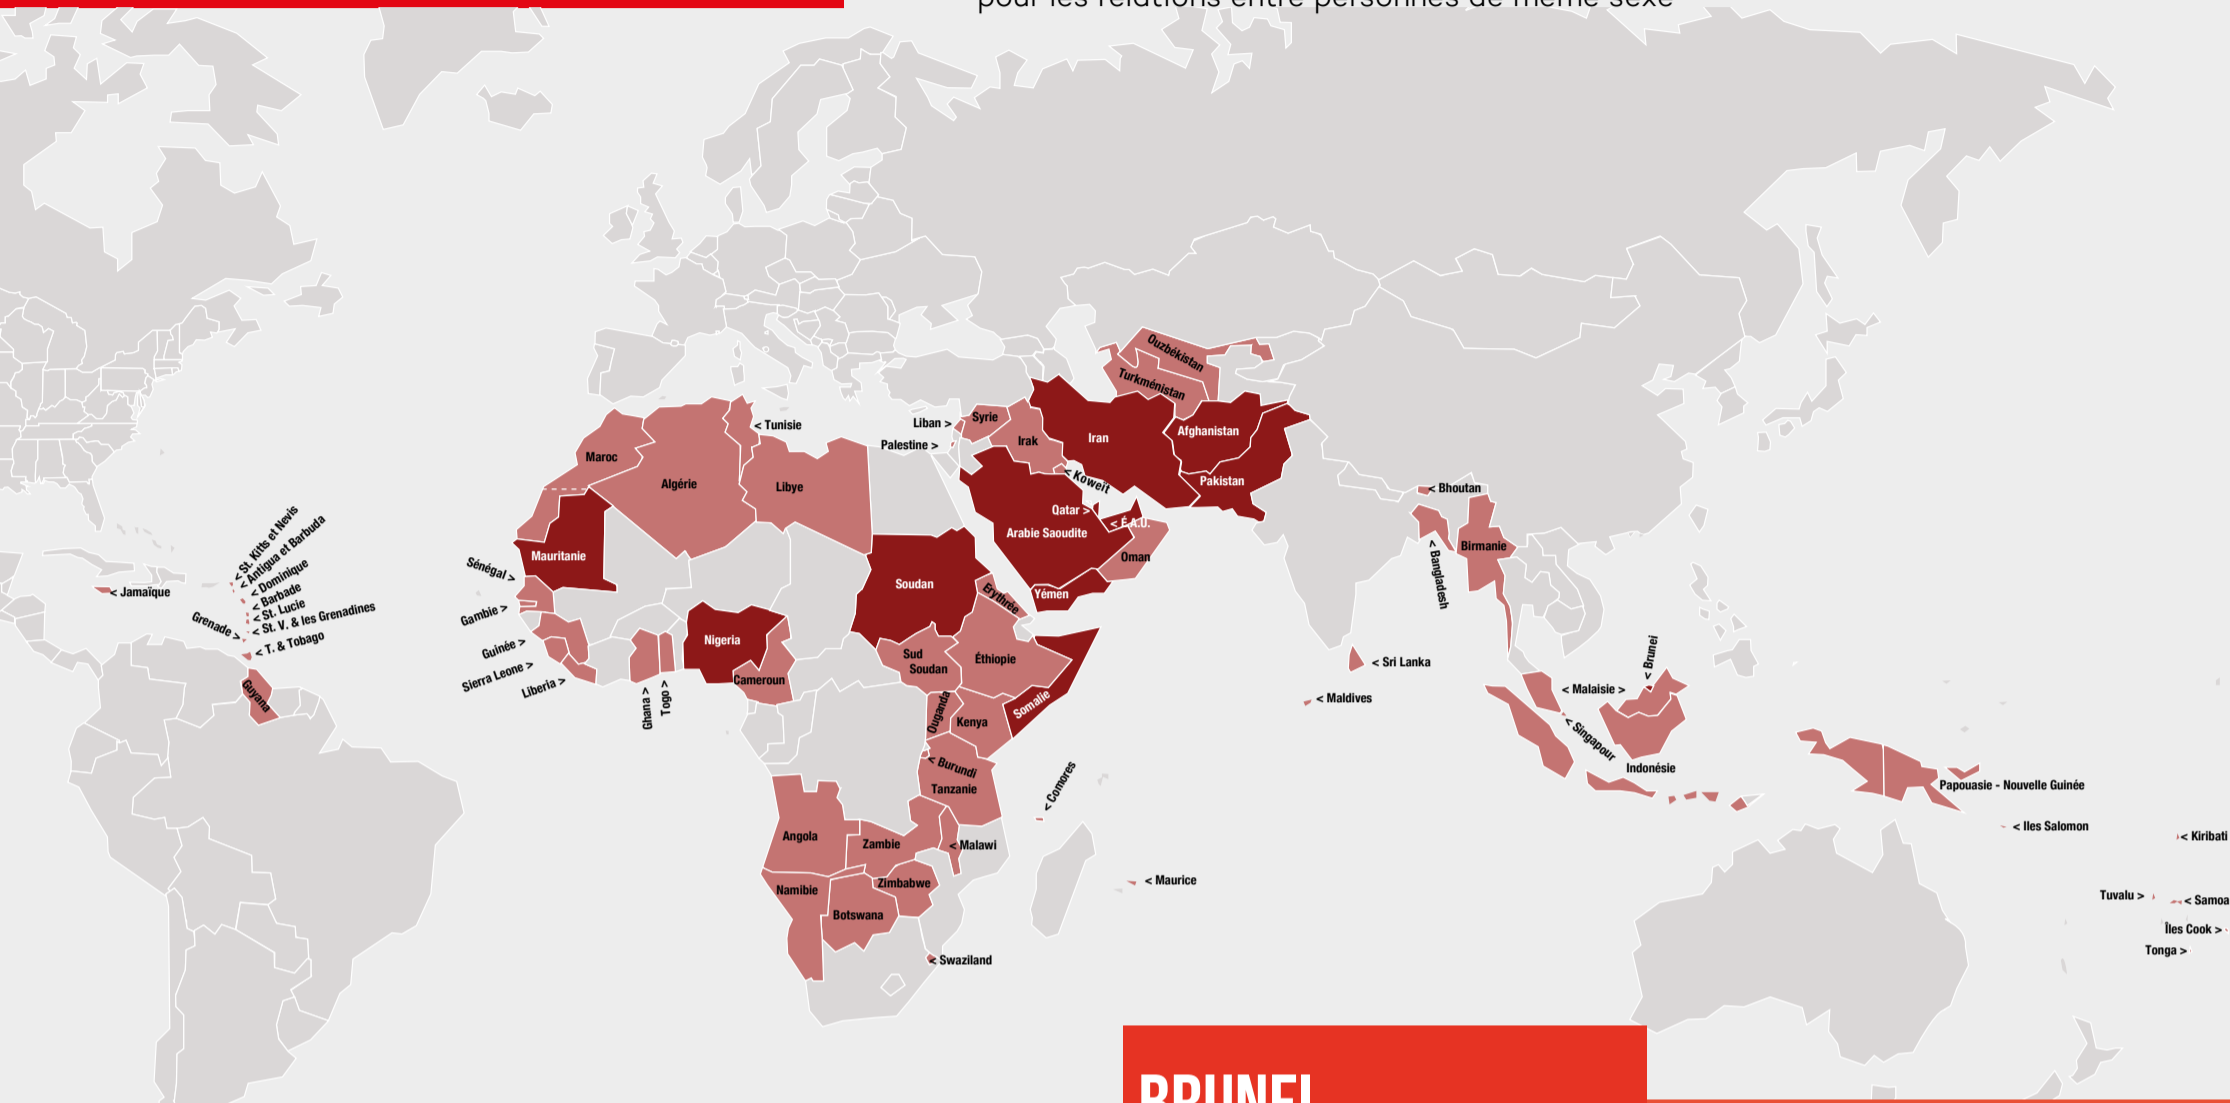 pour les relations entre personnes de même sexe
Ouzbékistan
Turkménistan
Liban >
Syrie
< Tunisie
Palestine >
Irak
Iran
Afghanistan
Maroc
Algérie
Libye
< Koweït
Pakistan
< Bhoutan
Qatar >
< É.A.U.
Arabie Saoudite
Oman
Mauritanie
Birmanie
< Bangladesh
Sénégal >
Soudan
Erythrée
Yémen
< St. Kitts et Nevis
< Antigua et Barbuda
< Dominique
< Barbade
< St. Lucie
< St. V. & les Grenadines
Grenade >
< T. & Tobago
< Jamaïque
Gambie >
Guinée >
Sierra Leone >
Liberia >
Guyana
Ghana >
Togo >
Nigeria
Cameroun
Sud
Soudan
Éthiopie
Somalie
Ouganda
Kenya
< Burundi
Tanzanie
< Comores
< Sri Lanka
< Maldives
< Brunei
< Malaisie >
< Singapour
Indonésie
Papouasie - Nouvelle Guinée
< Iles Salomon
< Kiribati
Angola
Zambie
< Malawi
Zimbabwe
Namibie
Botswana
< Maurice
< Swaziland
Tuvalu >
< Samoa
Îles Cook >
Tonga >
BRUNEI